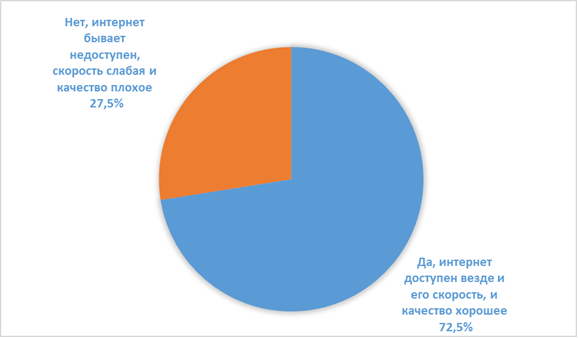 Нет, интернет
бывает
недоступен,
скорость слабая и
качество плохое
27,5%
Да, интернет
доступен везде и
его скорость, и
качество хорошее
72,5%